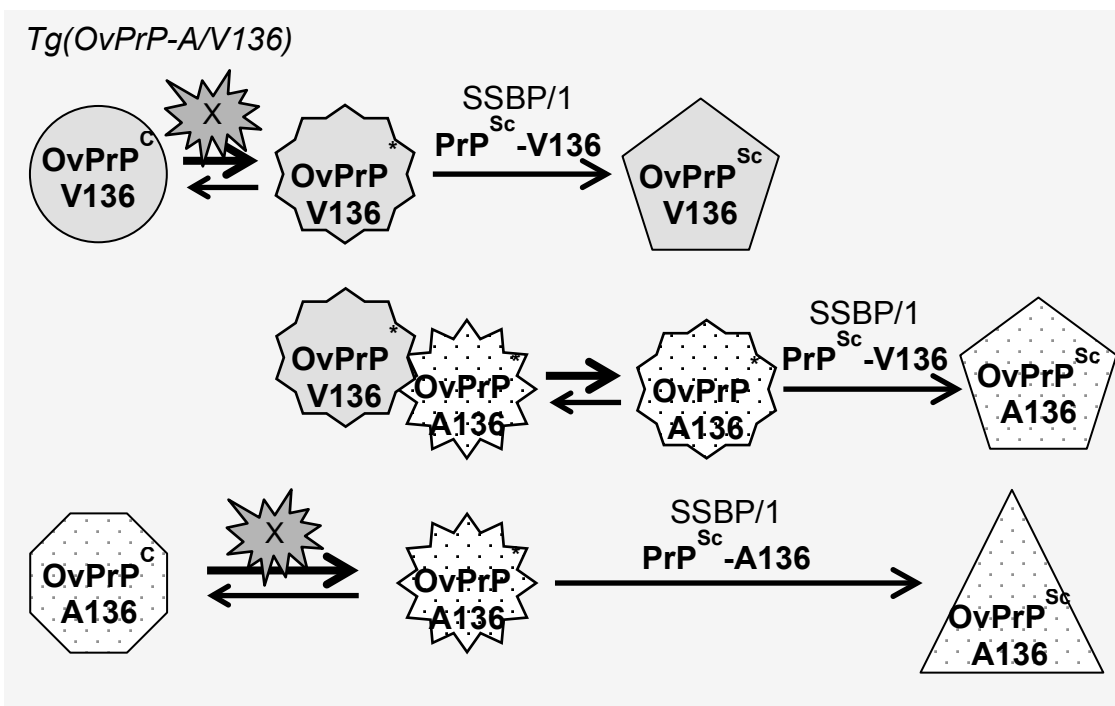 Tg(OvPrP-A/V136)
X
OvPrP^C
V136
OvPrP*
V136
SSBP/1
PrP^Sc-V136
OvPrP^Sc
V136
OvPrP*
V136
OvPrP*
A136
OvPrP*
A136
SSBP/1
PrP^Sc-V136
OvPrP^Sc
A136
X
OvPrP^C
A136
OvPrP*
A136
SSBP/1
PrP^Sc-A136
OvPrP^Sc
A136